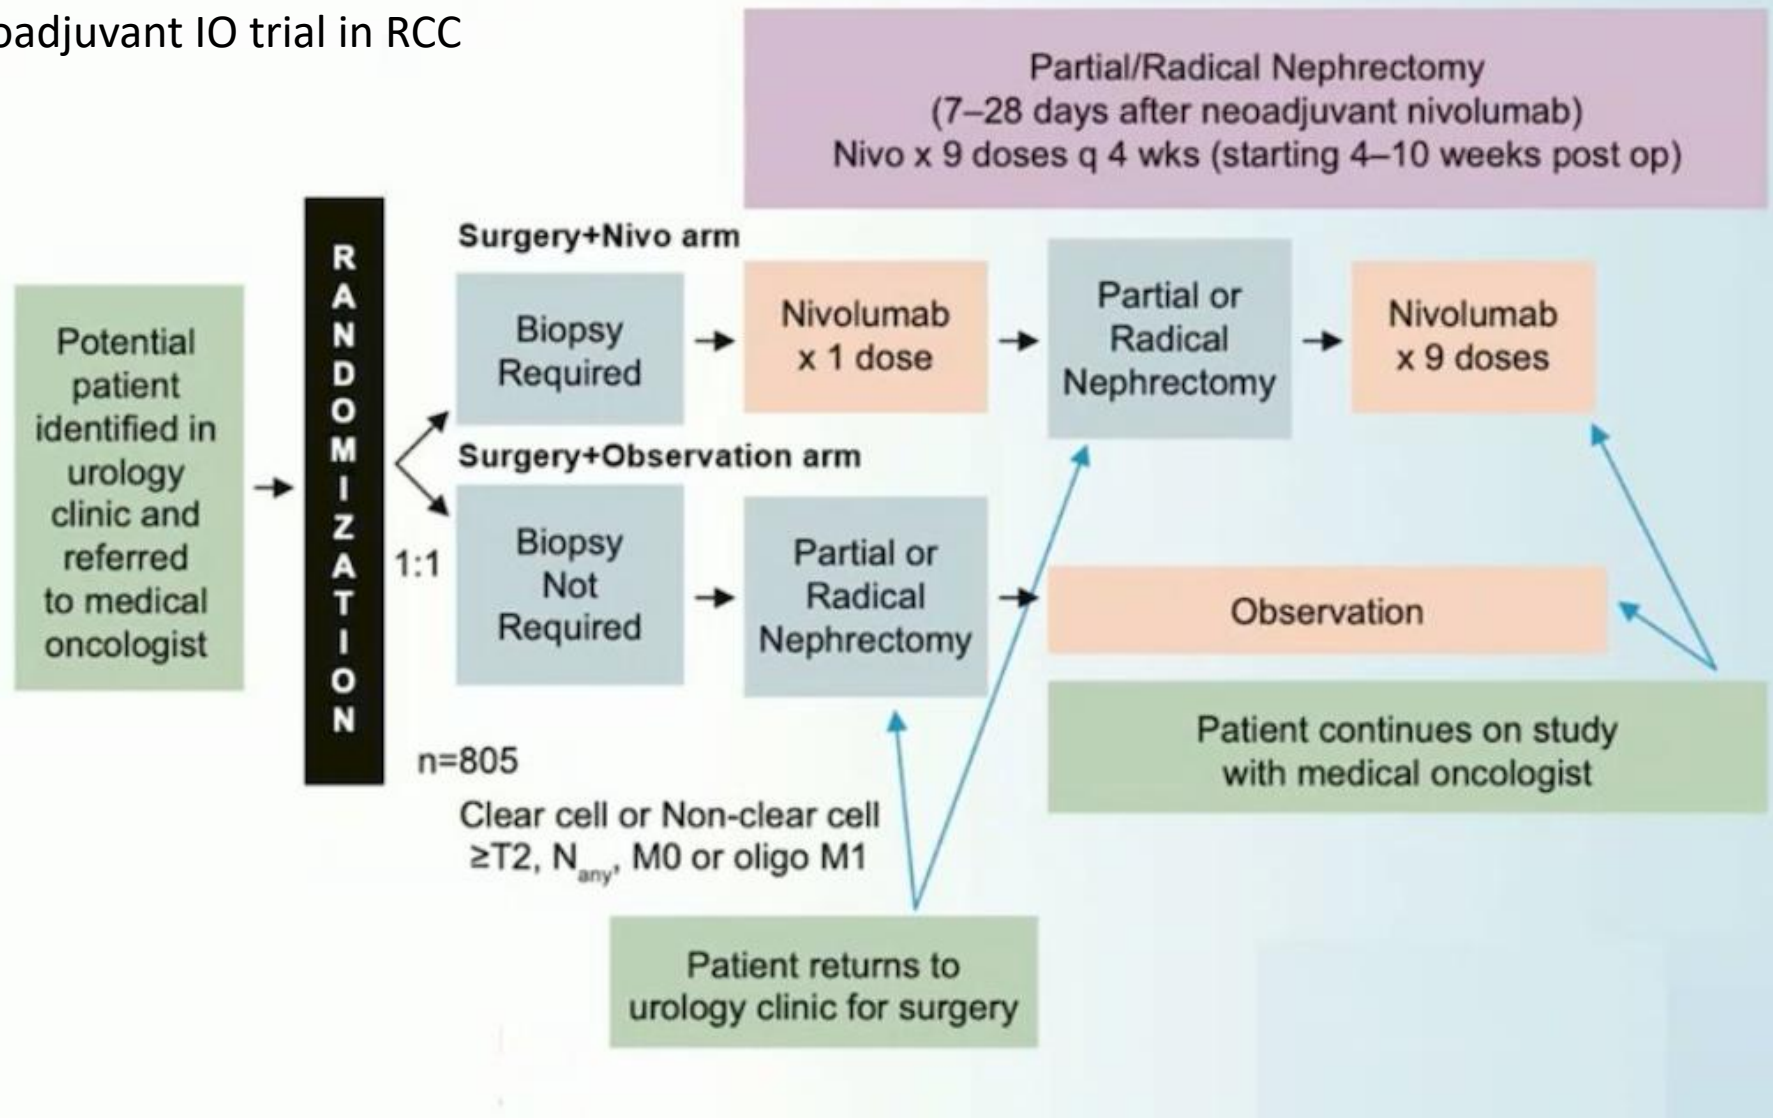 oadjuvant IO trial in RCC
Partial/Radical Nephrectomy
(7–28 days after neoadjuvant nivolumab)
Nivo x 9 doses q 4 wks (starting 4–10 weeks post op)
Potential
patient
identified in
urology
clinic and
referred
to medical
oncologist
RANDOMIZATION
1:1
Surgery+Nivo arm
Biopsy
Required
Nivolumab
x 1 dose
Partial or
Radical
Nephrectomy
Nivolumab
x 9 doses
Surgery+Observation arm
Biopsy
Not
Required
Partial or
Radical
Nephrectomy
Observation
Patient continues on study
with medical oncologist
n=805
Clear cell or Non-clear cell
≥T2, Nany, M0 or oligo M1
Patient returns to
urology clinic for surgery